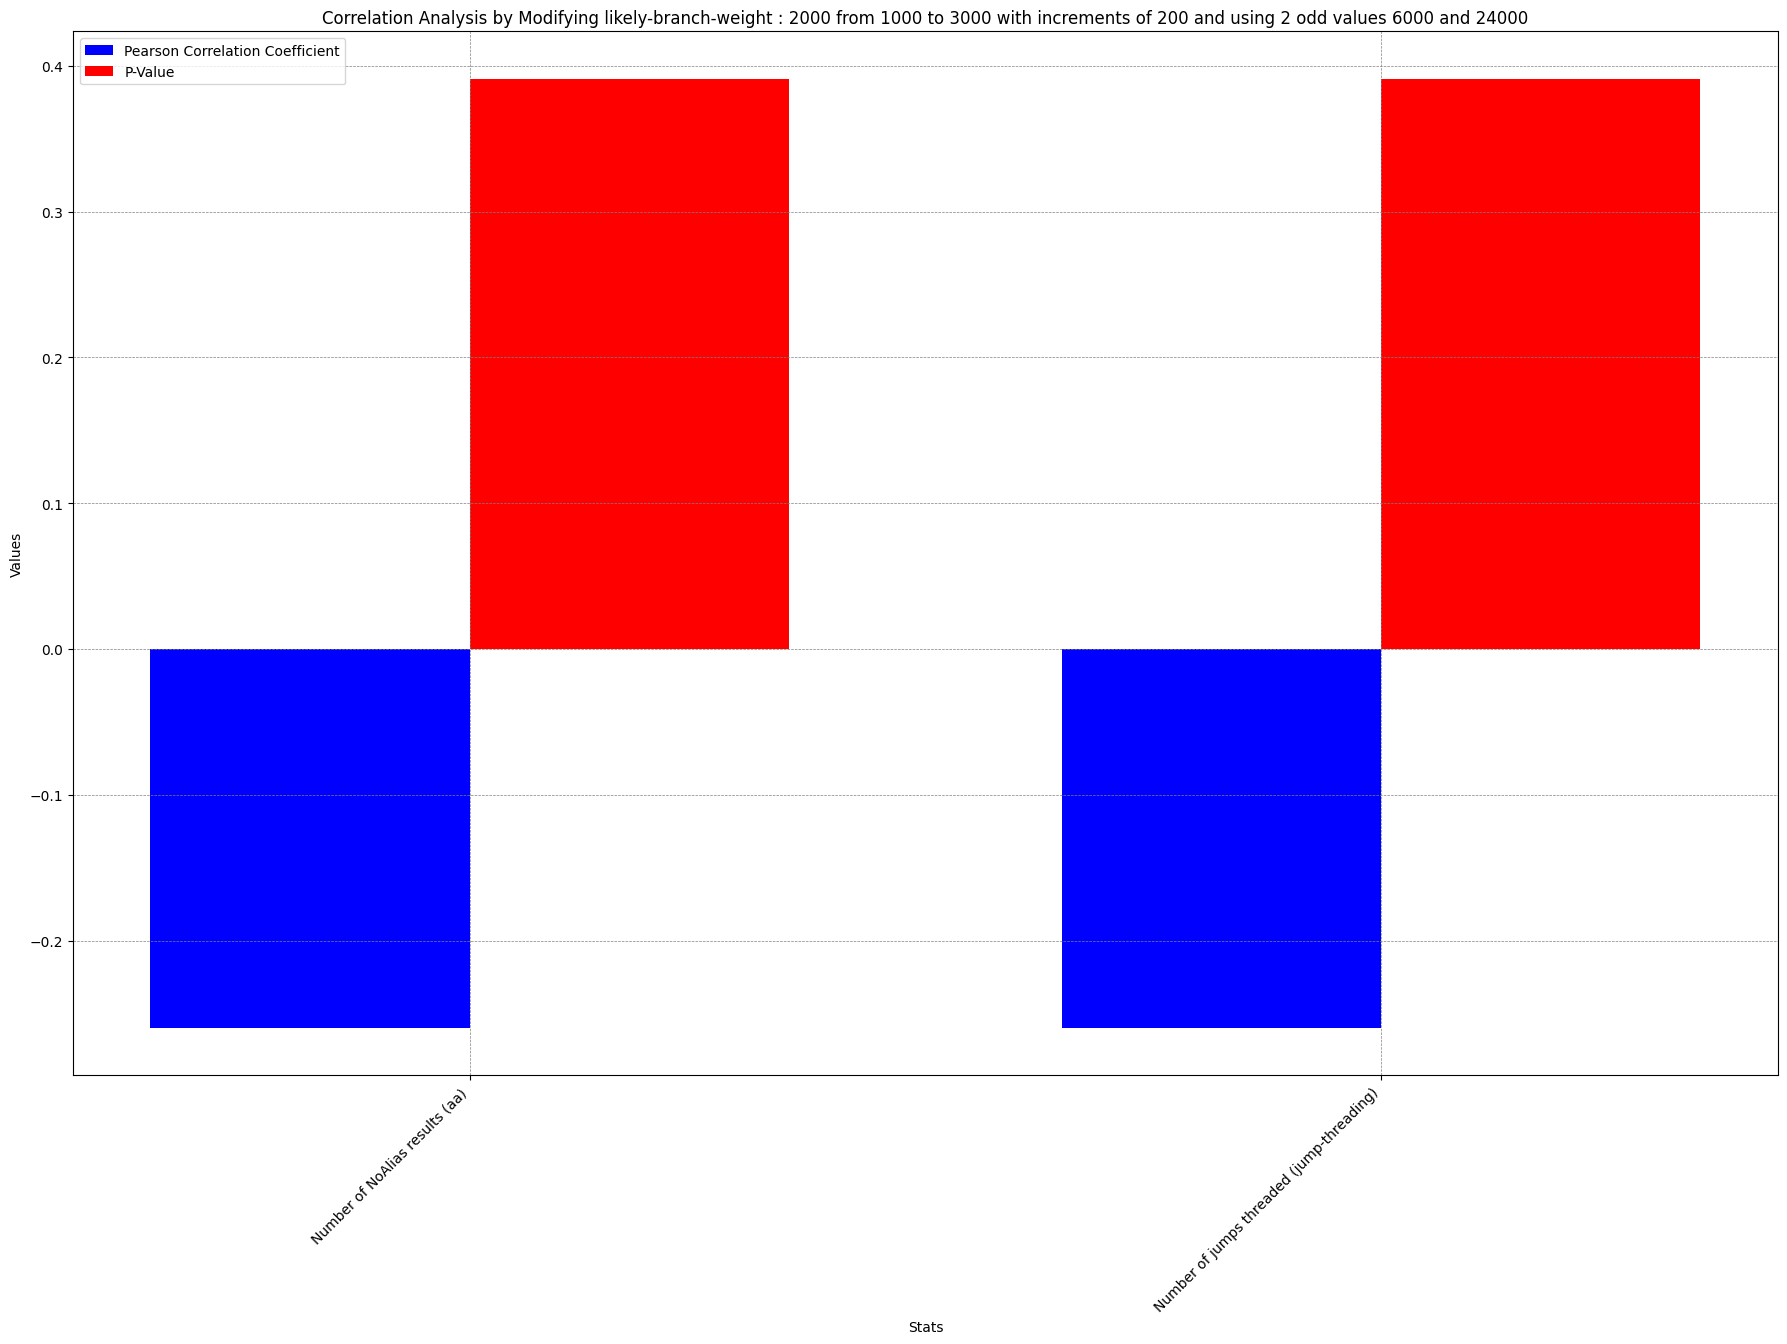 Correlation Analysis by Modifying likely-branch-weight : 2000 from 1000 to 3000 with increments of 200 and using 2 odd values 6000 and 24000
Pearson Correlation Coefficient
P-Value
0.4
0.3
0.2
0.1
0.0
−0.1
−0.2
Values
Number of NoAlias results (aa)
Number of jumps threaded (jump-threading)
Stats